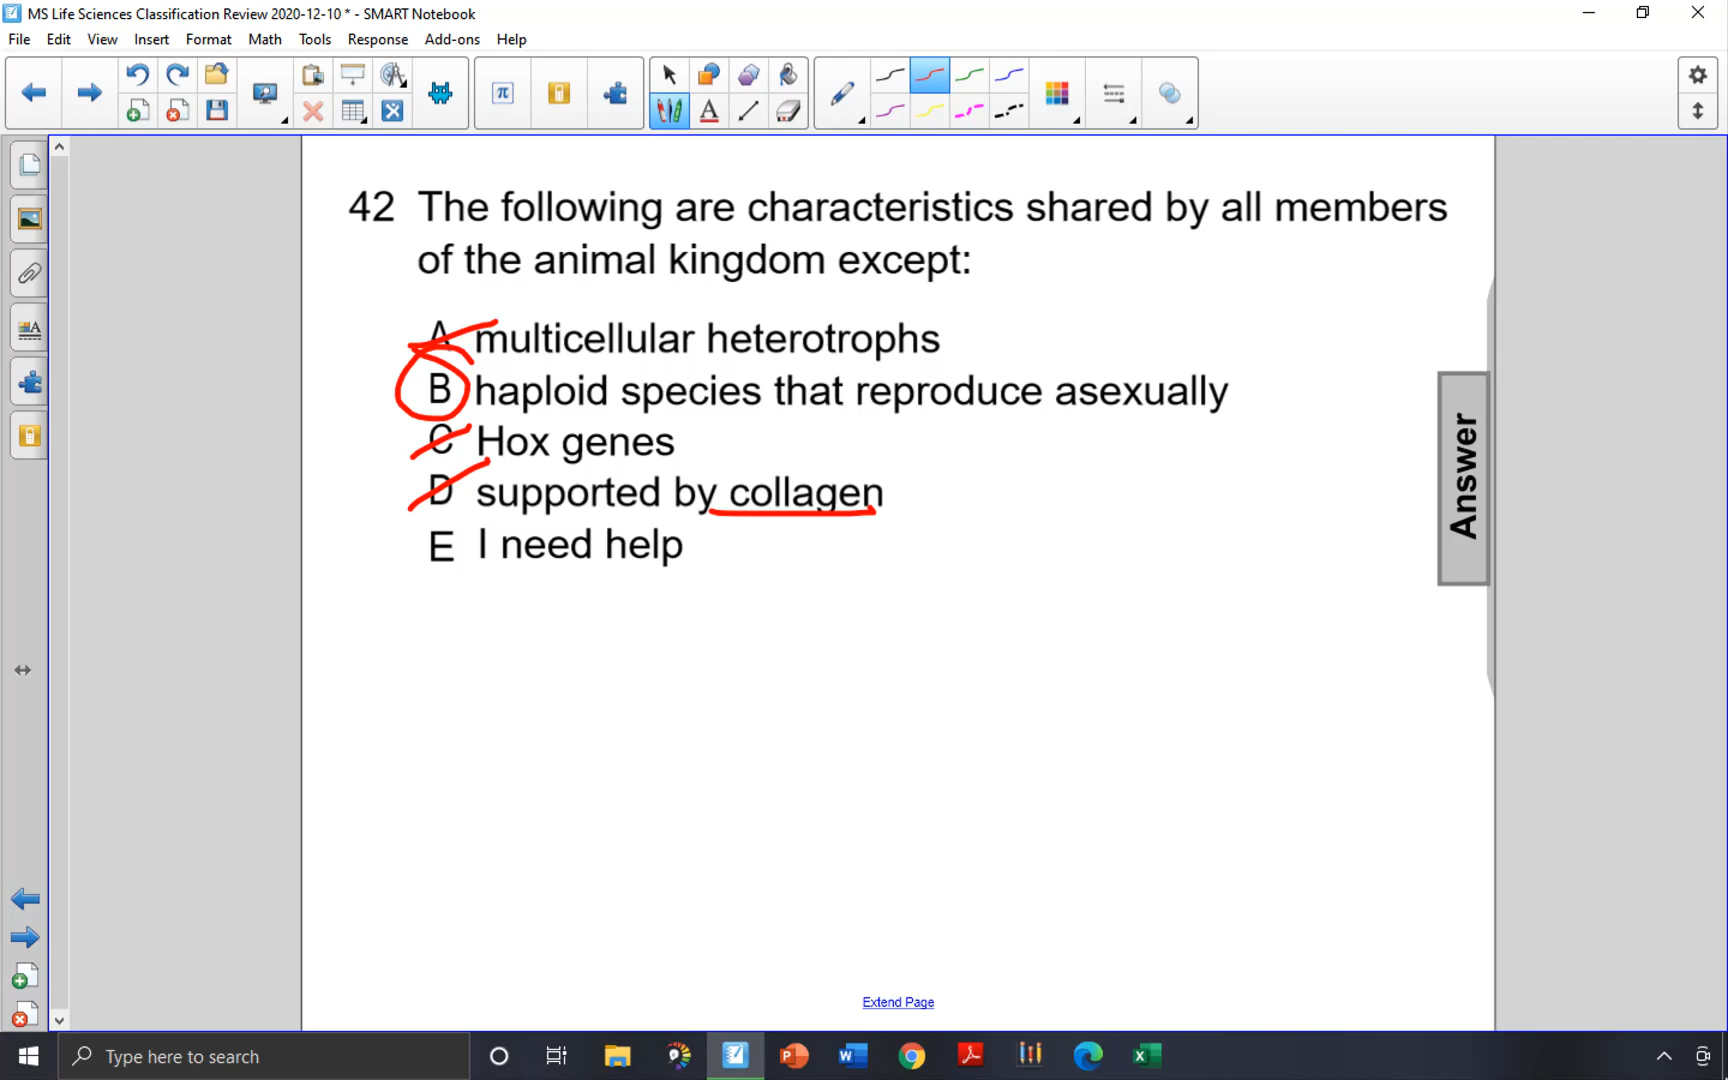 MS Life Sciences Classification Review 2020-12-10 * - SMART Notebook
File Edit View Insert Format Math Tools Response Add-ons Help
42 The following are characteristics shared by all members
of the animal kingdom except:
A multicellular heterotrophs
B haploid species that reproduce asexually
C Hox genes
D supported by collagen
E I need help
Answer
Extend Page
Type here to search